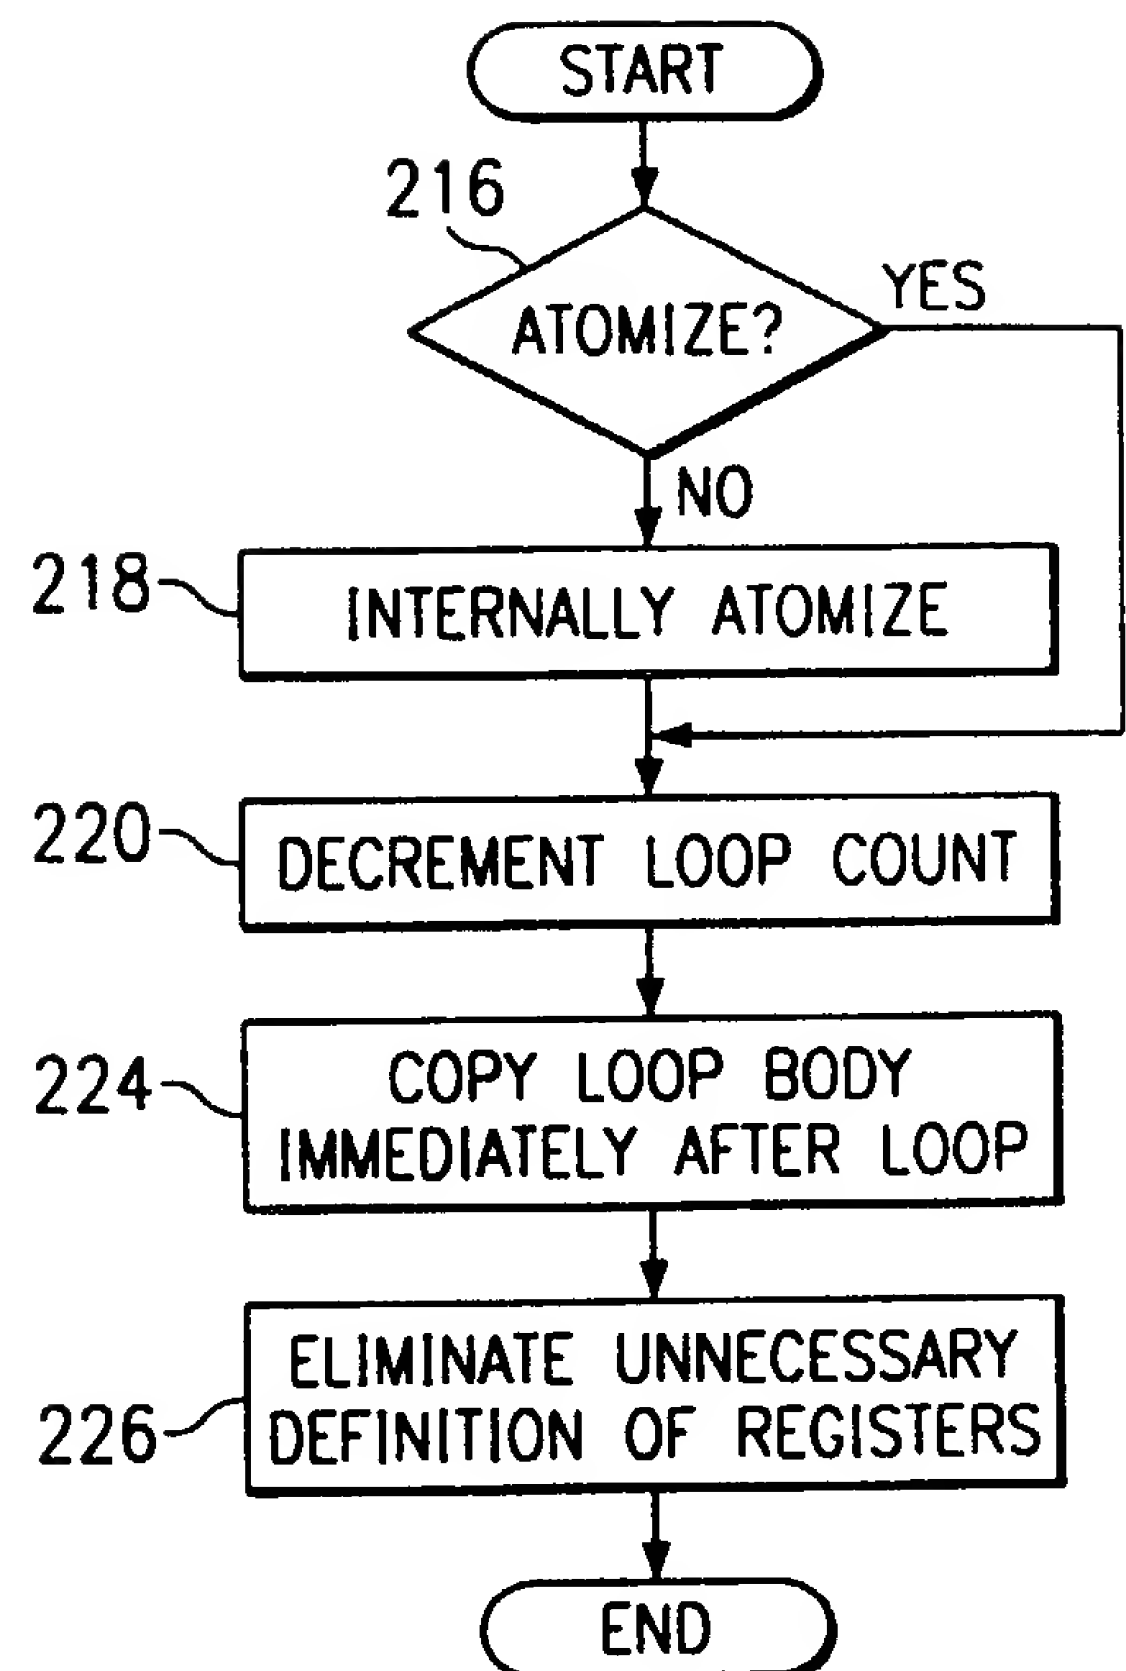 START
216
ATOMIZE?
YES
NO
218
INTERNALLY ATOMIZE
220
DECREMENT LOOP COUNT
224
COPY LOOP BODY
IMMEDIATELY AFTER LOOP
226
ELIMINATE UNNECESSARY
DEFINITION OF REGISTERS
END